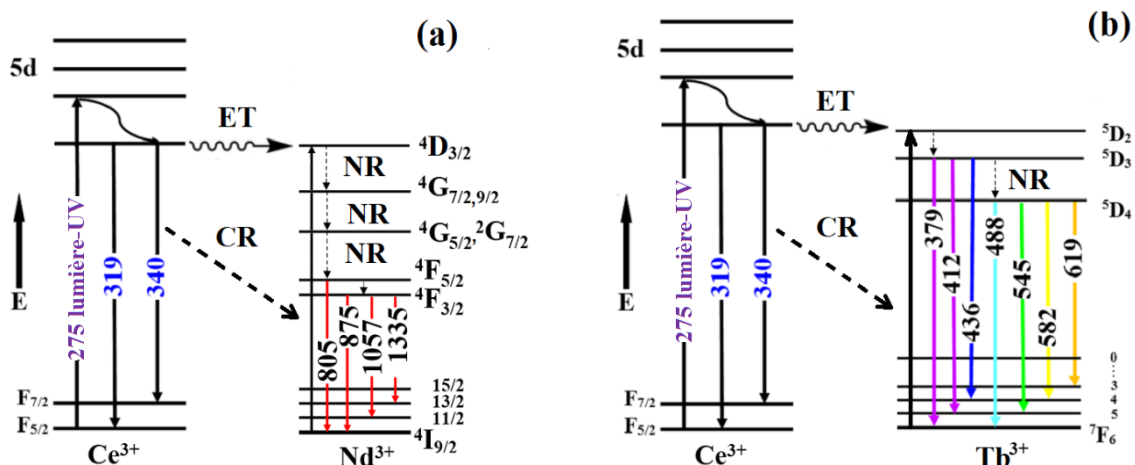 (a)
5d
ET
⁴D₃/₂
NR
⁴G₇/₂,₉/₂
NR
⁴G₅/₂,²G₇/₂
CR
NR
⁴F₅/₂
⁴F₃/₂
E
275 lumière-UV
319
340
805
875
1057
1335
15/2
13/2
11/2
⁴I₉/₂
F₇/₂
F₅/₂
Ce³⁺
Nd³⁺
(b)
5d
ET
⁵D₂
⁵D₃
NR
⁵D₄
CR
E
275 lumière-UV
319
340
379
412
436
488
545
582
619
0
⋮
3
4
5
⁷F₆
F₇/₂
F₅/₂
Ce³⁺
Tb³⁺